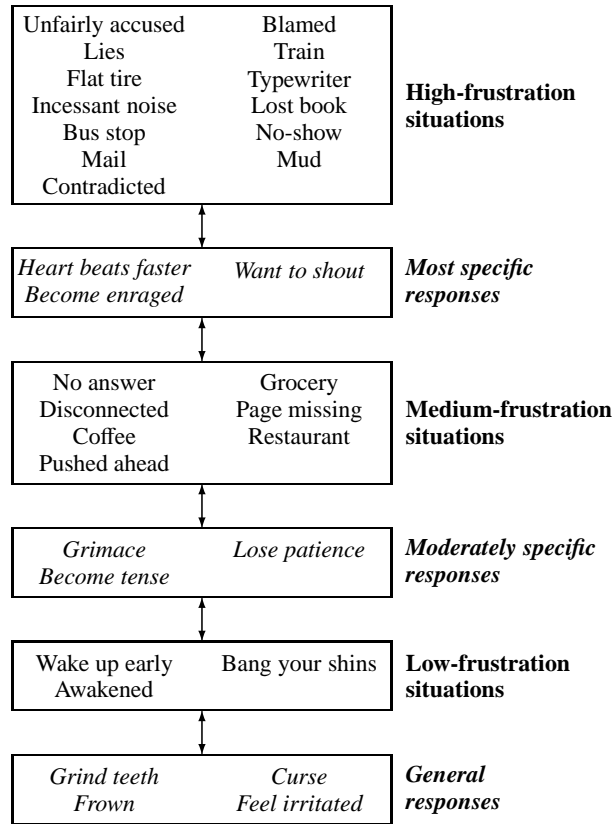 Unfairly accused Blamed
Lies Train
Flat tire Typewriter
Incessant noise Lost book
Bus stop No-show
Mail Mud
Contradicted
High-frustration
situations
Heart beats faster Want to shout
Become enraged
Most specific
responses
No answer Grocery
Disconnected Page missing
Coffee Restaurant
Pushed ahead
Medium-frustration
situations
Grimace Lose patience
Become tense
Moderately specific
responses
Wake up early Bang your shins
Awakened
Low-frustration
situations
Grind teeth Curse
Frown Feel irritated
General
responses